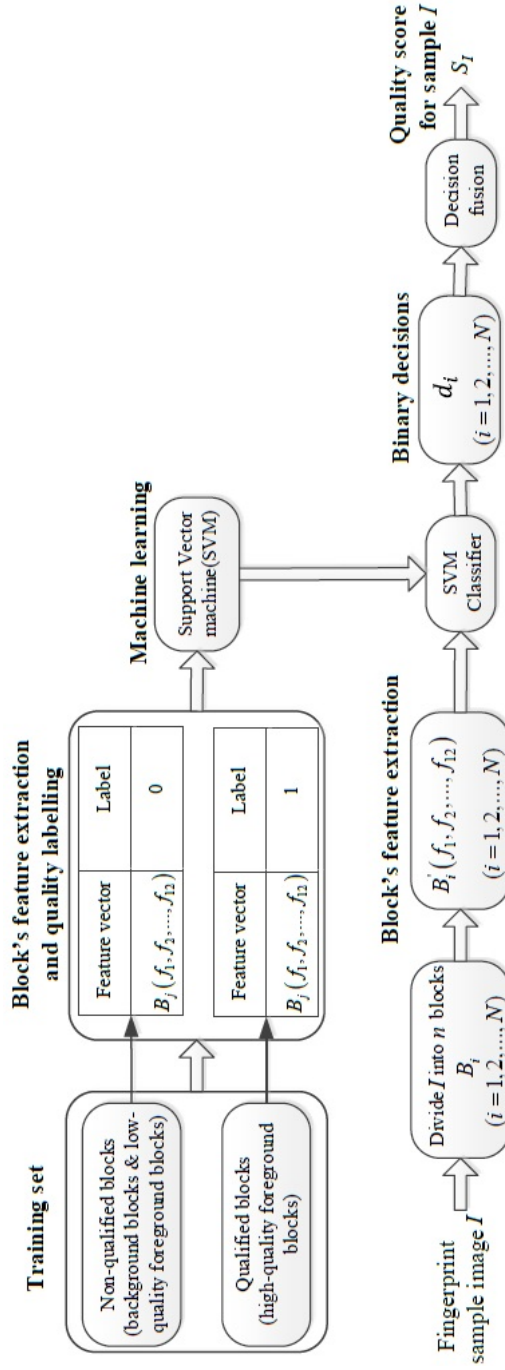 Training set
Non-qualified blocks
(background blocks & low-
quality foreground blocks)
Qualified blocks
(high-quality foreground
blocks)
Block's feature extraction
and quality labelling
Feature vector Label
B_j (f_1, f_2, ..., f_12) 0
Feature vector Label
B_j (f_1, f_2, ..., f_12) 1
Machine learning
Support Vector
machine(SVM)
Fingerprint
sample image I
Divide I into n blocks
B_i
(i = 1, 2, ..., N)
Block's feature extraction
B_i' (f_1, f_2, ..., f_12)
(i = 1, 2, ..., N)
SVM
Classifier
Binary decisions
d_i
(i = 1, 2, ..., N)
Decision
fusion
Quality score
for sample I
S_I